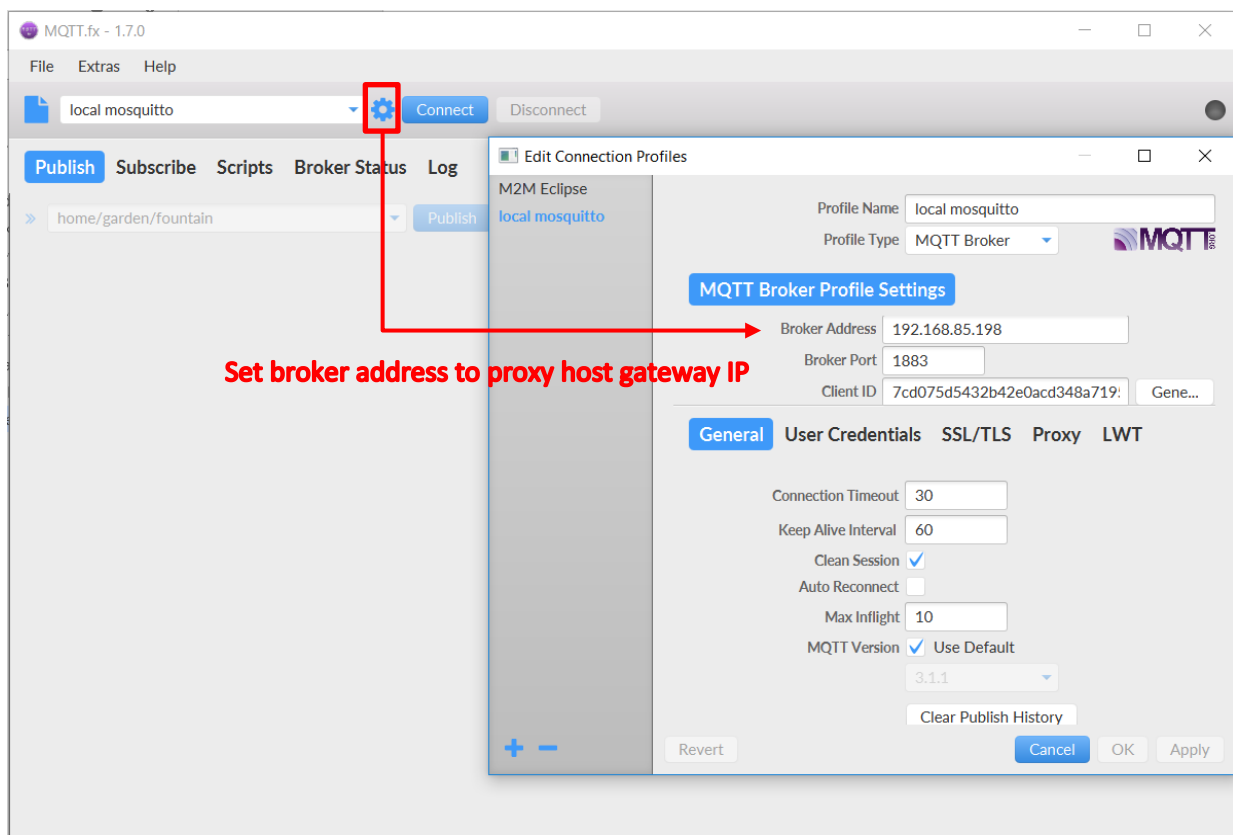 MQTT.fx - 1.7.0
File Extras Help
local mosquitto Connect Disconnect
Publish Subscribe Scripts Broker Status Log
home/garden/fountain Publish
Edit Connection Profiles
M2M Eclipse
local mosquitto
Profile Name local mosquitto
Profile Type MQTT Broker
MQTT.ORG
MQTT Broker Profile Settings
Broker Address 192.168.85.198
Broker Port 1883
Client ID 7cd075d5432b42e0acd348a719 Gene...
Set broker address to proxy host gateway IP
General User Credentials SSL/TLS Proxy LWT
Connection Timeout 30
Keep Alive Interval 60
Clean Session
Auto Reconnect
Max Inflight 10
MQTT Version Use Default
3.1.1
Clear Publish History
Revert Cancel OK Apply